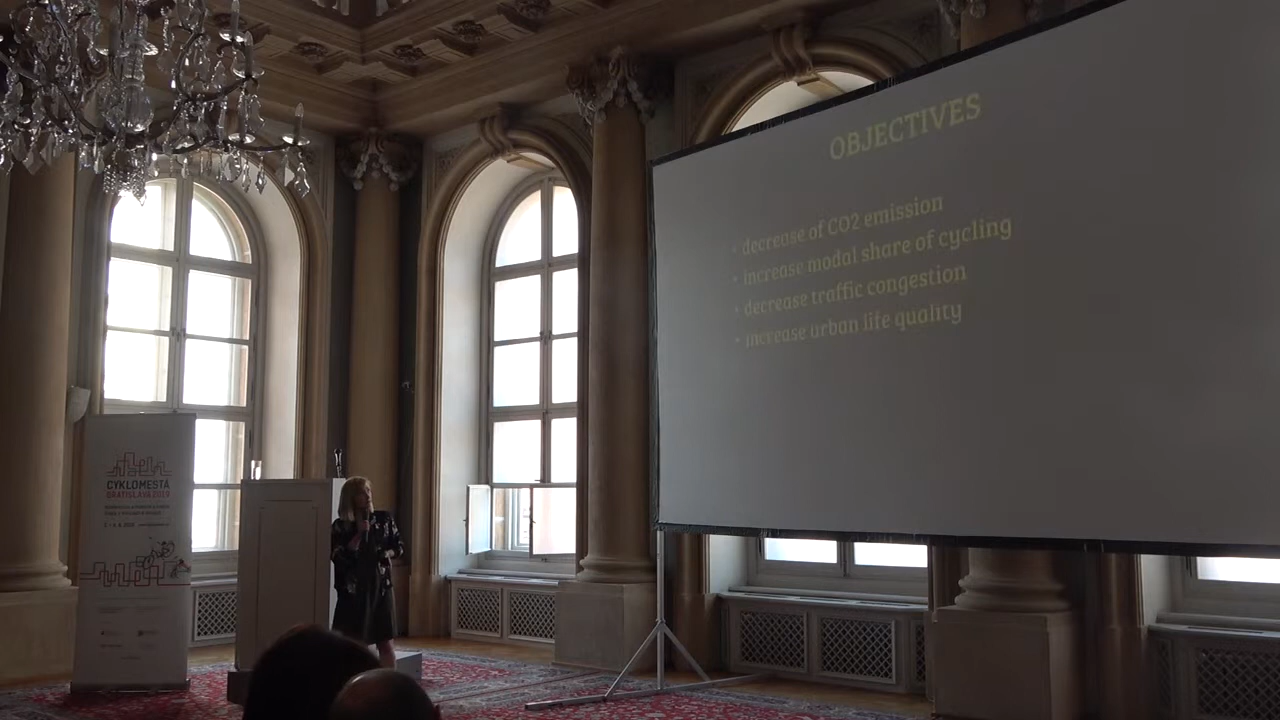 OBJECTIVES
• decrease of CO2 emission
• increase modal share of cycling
• decrease traffic congestion
• increase urban life quality
CYKLOMESTÁ
BRATISLAVA 2019